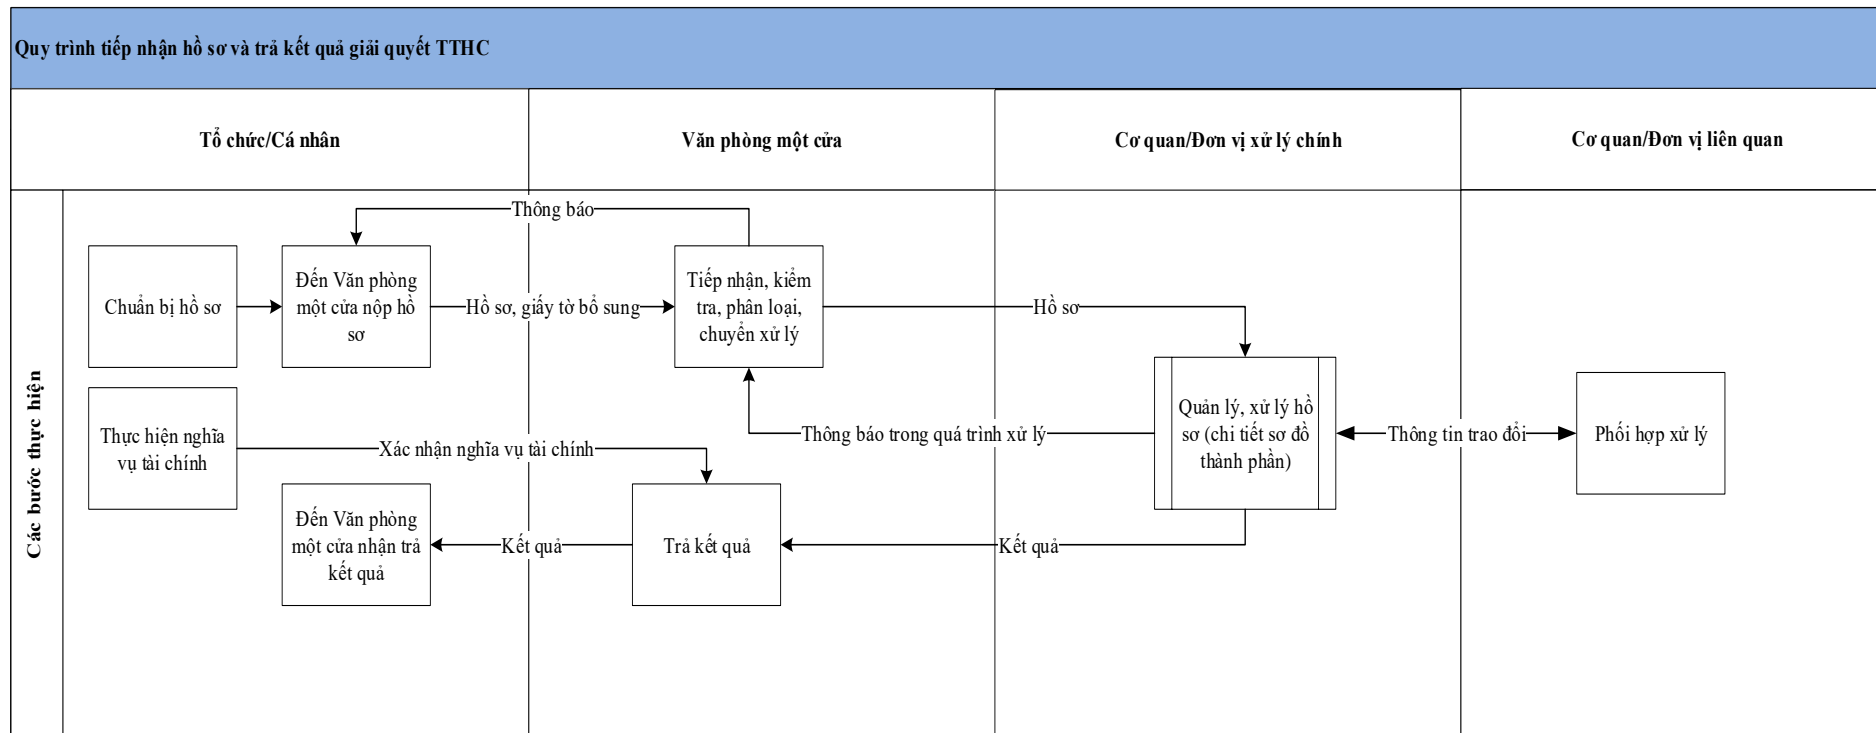 Quy trình tiếp nhận hồ sơ và trả kết quả giải quyết TTHC
Tổ chức/Cá nhân
Văn phòng một cửa
Cơ quan/Đơn vị xử lý chính
Cơ quan/Đơn vị liên quan
Các bước thực hiện
Thông báo
Chuẩn bị hồ sơ
Đến Văn phòng
một cửa nộp hồ
sơ
Hồ sơ, giấy tờ bổ sung
Tiếp nhận, kiểm
tra, phân loại,
chuyển xử lý
Hồ sơ
Thực hiện nghĩa
vụ tài chính
Xác nhận nghĩa vụ tài chính
Thông báo trong quá trình xử lý
Quản lý, xử lý hồ
sơ (chi tiết sơ đồ
thành phần)
Thông tin trao đổi
Phối hợp xử lý
Đến Văn phòng
một cửa nhận trả
kết quả
Kết quả
Trả kết quả
Kết quả